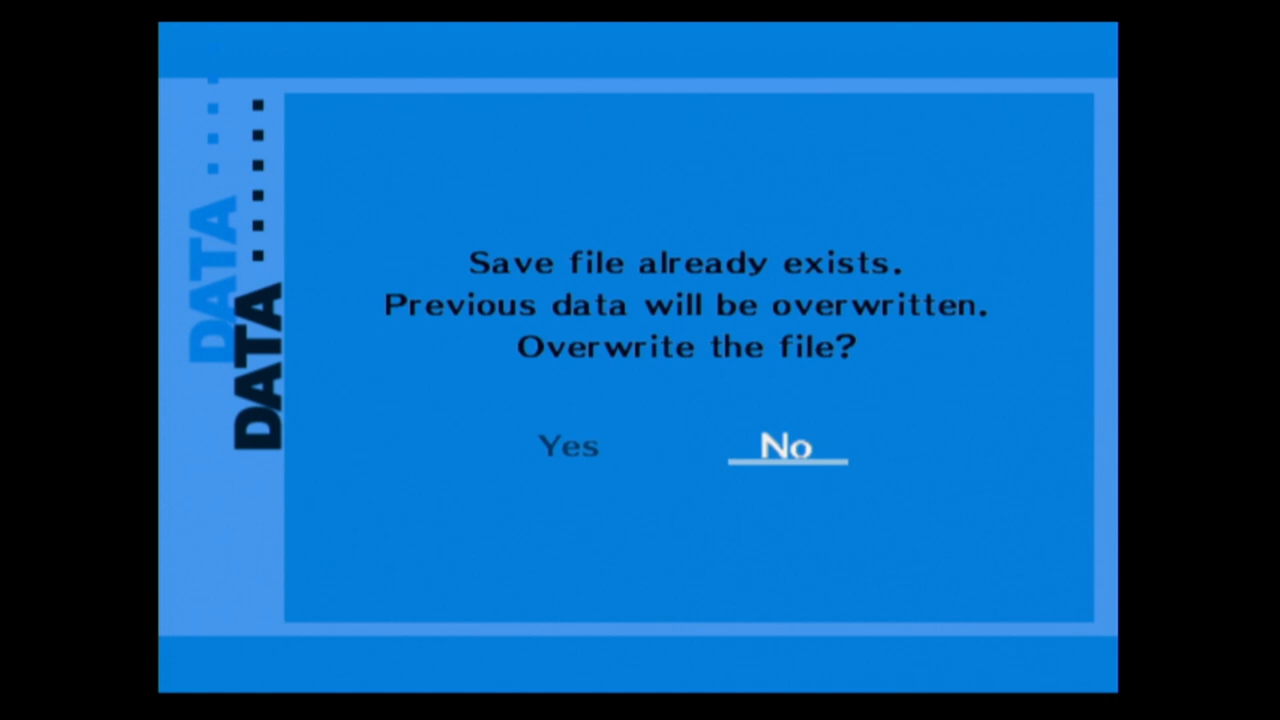 DATA ......
DATA ....
Save file already exists.
Previous data will be overwritten.
Overwrite the file?
Yes No